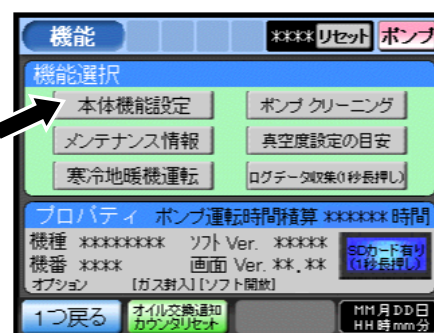 機能 **** リセット ポンプ
機能選択
本体機能設定 ポンプ クリーニング
メンテナンス情報 真空度設定の目安
寒冷地暖機運転 ログデータ収集(1秒長押し)
プロパティ ポンプ運転時間積算 ****** 時間
機種 ******** ソフト Ver. *****
SDカード有り
機番 **** 画面 Ver. **.**
(1秒長押し)
オプション [ガス封入][ソフト開放]
1つ戻る オイル交換通知 MM月DD日
カウンタリセット HH時mm分